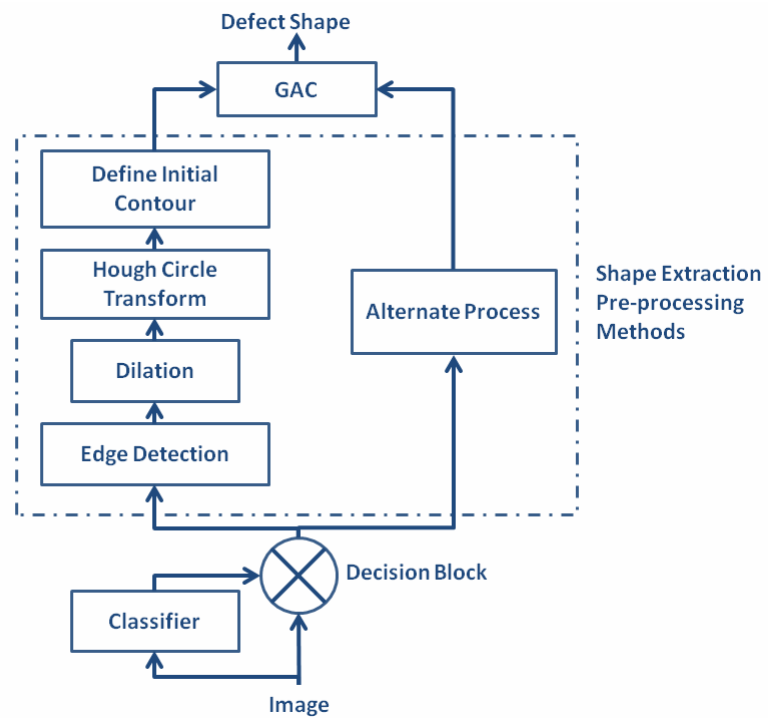 Defect Shape
GAC
Define Initial
Contour
Hough Circle
Transform
Alternate Process
Shape Extraction
Pre-processing
Methods
Dilation
Edge Detection
Decision Block
Classifier
Image